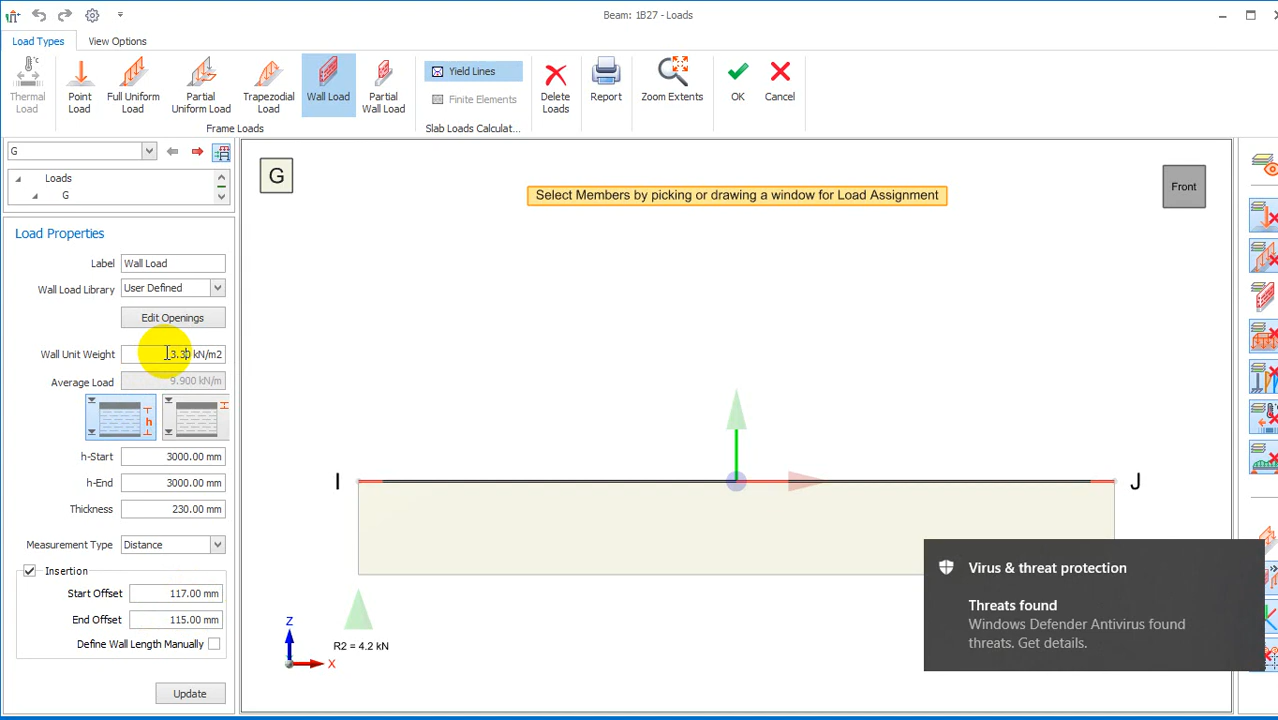 Beam: 1B27 - Loads
Load Types
View Options
Thermal Load
Point Load
Full Uniform Load
Partial Uniform Load
Trapezodial Load
Wall Load
Partial Wall Load
Yield Lines
Finite Elements
Delete Loads
Report
Zoom Extents
OK
Cancel
Frame Loads
Slab Loads Calculat...
G
Loads
G
G
Select Members by picking or drawing a window for Load Assignment
Front
Load Properties
Label Wall Load
Wall Load Library User Defined
Edit Openings
Wall Unit Weight 3.30 kN/m2
Average Load 9.900 kN/m
h
h-Start 3000.00 mm
h-End 3000.00 mm
Thickness 230.00 mm
Measurement Type Distance
Insertion
Start Offset 117.00 mm
End Offset 115.00 mm
Define Wall Length Manually
Update
I
J
R2 = 4.2 kN
Z
X
Virus & threat protection
Threats found
Windows Defender Antivirus found
threats. Get details.